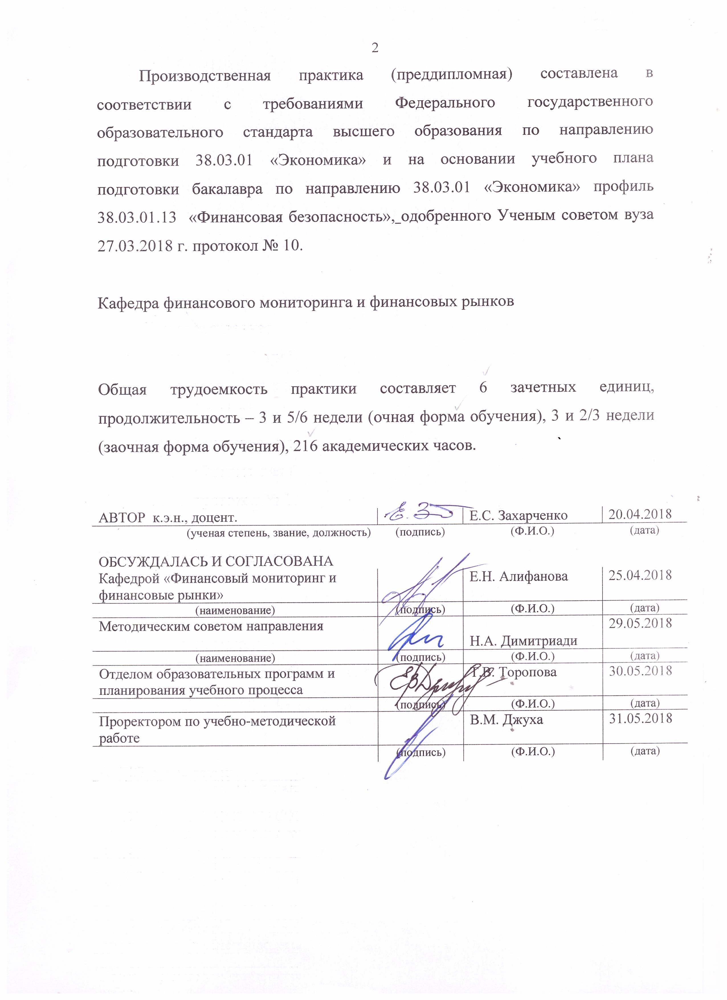 2
Производственная практика (преддипломная) составлена в
соответствии с требованиями Федерального государственного
образовательного стандарта высшего образования по направлению
подготовки 38.03.01 «Экономика» и на основании учебного плана
подготовки бакалавра по направлению 38.03.01 «Экономика» профиль
38.03.01.13 «Финансовая безопасность»,_одобренного Ученым советом вуза
27.03.2018 г. протокол № 10.
Кафедра финансового мониторинга и финансовых рынков
Общая трудоемкость практики составляет 6 зачетных единиц,
продолжительность – 3 и 5/6 недели (очная форма обучения), 3 и 2/3 недели
(заочная форма обучения), 216 академических часов.
АВТОР к.э.н., доцент. Е.С. Захарченко 20.04.2018
(ученая степень, звание, должность) (подпись) (Ф.И.О.) (дата)
ОБСУЖДАЛАСЬ И СОГЛАСОВАНА
Кафедрой «Финансовый мониторинг и Е.Н. Алифанова 25.04.2018
финансовые рынки»
(наименование) (подпись) (Ф.И.О.) (дата)
Методическим советом направления 29.05.2018
Н.А. Димитриади
(наименование) (подпись) (Ф.И.О.) (дата)
Отделом образовательных программ и Т.В. Торопова 30.05.2018
планирования учебного процесса
(подпись) (Ф.И.О.) (дата)
Проректором по учебно-методической В.М. Джуха 31.05.2018
работе
(подпись) (Ф.И.О.) (дата)